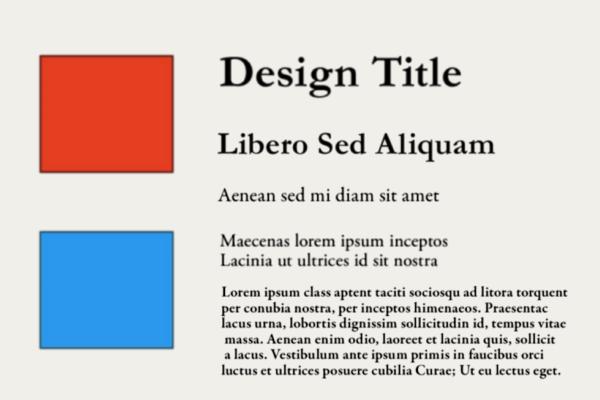 Design Title
Libero Sed Aliquam
Aenean sed mi diam sit amet
Maecenas lorem ipsum inceptos
Lacinia ut ultrices id sit nostra
Lorem ipsum class aptent taciti sociosqu ad litora torquent
per conubia nostra, per inceptos himenaeos. Praesentac
lacus urna, lobortis dignissim sollicitudin id, tempus vitae
massa. Aenean enim odio, laoreet et lacinia quis, sollicit
a lacus. Vestibulum ante ipsum primis in faucibus orci
luctus et ultrices posuere cubilia Curae; Ut eu lectus eget.